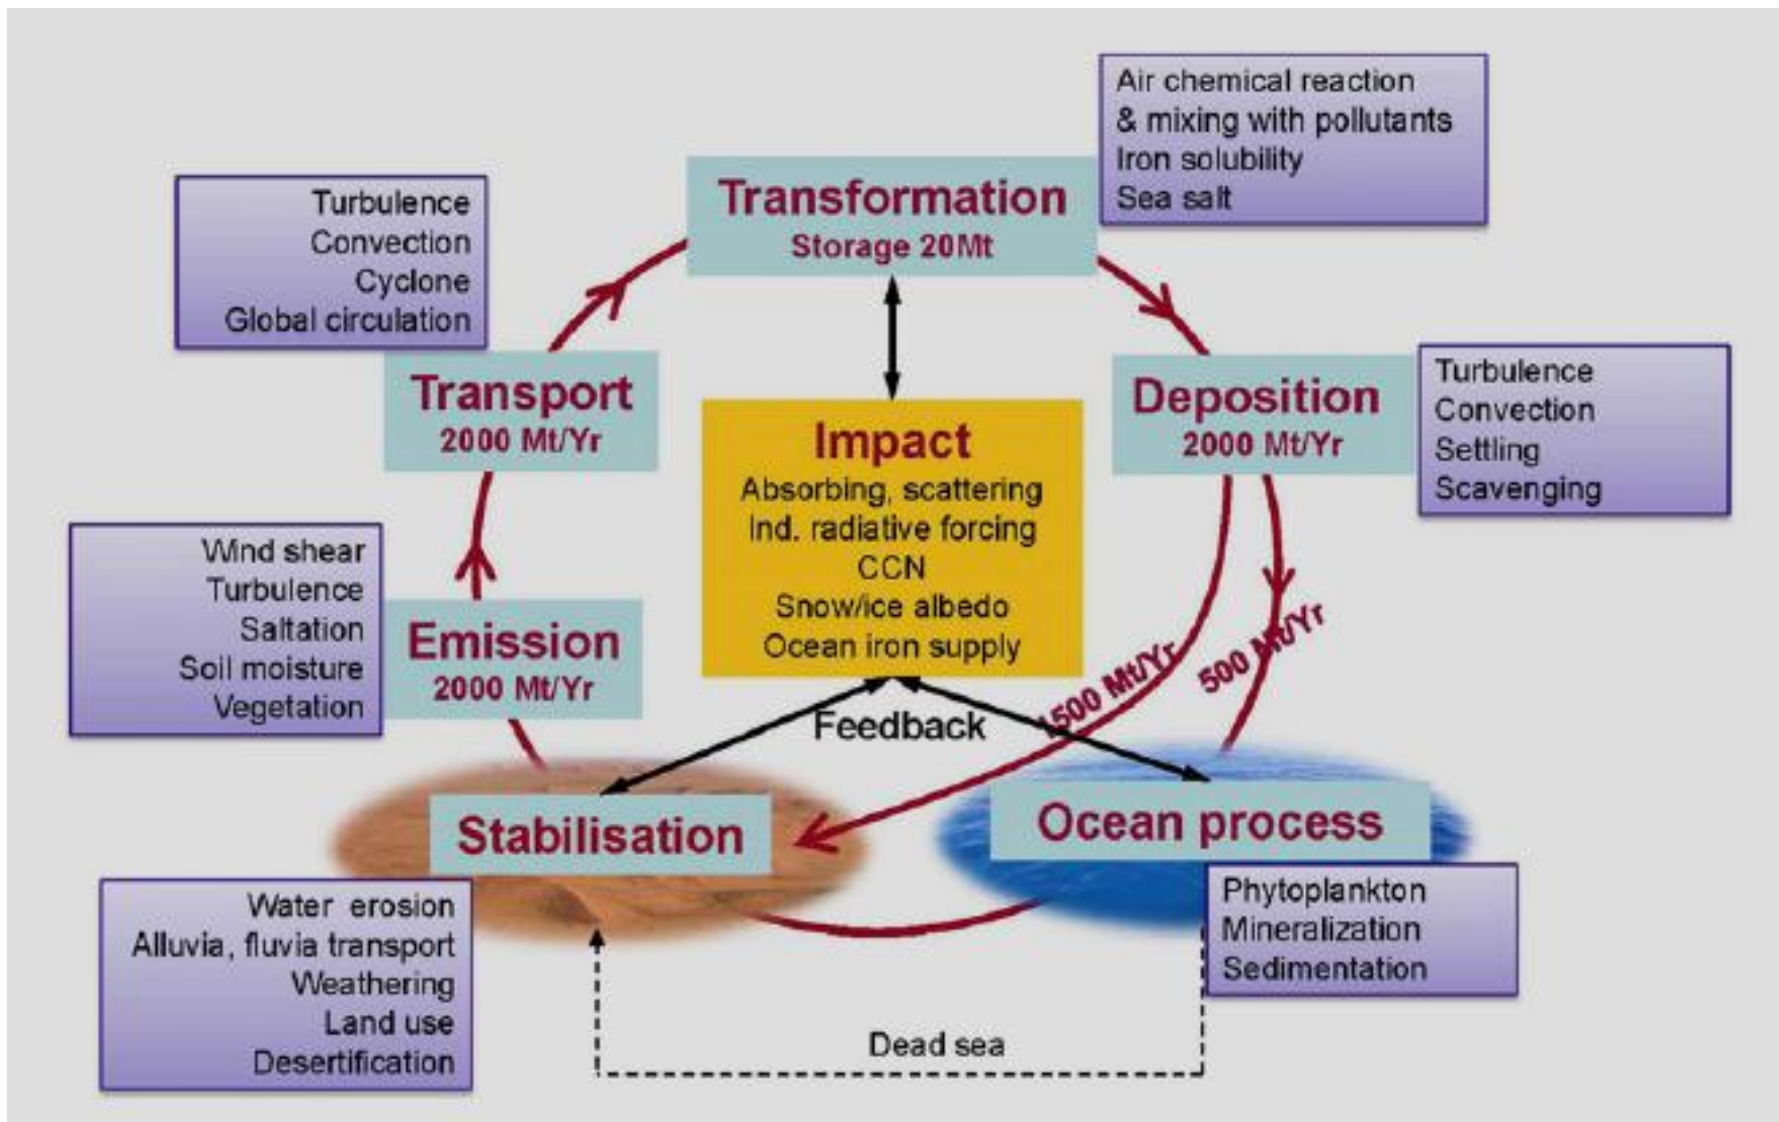 Air chemical reaction
& mixing with pollutants
Iron solubility
Sea salt
Transformation
Storage 20Mt
Turbulence
Convection
Cyclone
Global circulation
Transport
2000 Mt/Yr
Deposition
2000 Mt/Yr
Turbulence
Convection
Settling
Scavenging
Impact
Absorbing, scattering
Ind. radiative forcing
CCN
Snow/ice albedo
Ocean iron supply
Wind shear
Turbulence
Saltation
Soil moisture
Vegetation
Emission
2000 Mt/Yr
1500 Mt/Yr
500 Mt/Yr
Feedback
Stabilisation
Ocean process
Water erosion
Alluvia, fluvia transport
Weathering
Land use
Desertification
Phytoplankton
Mineralization
Sedimentation
Dead sea